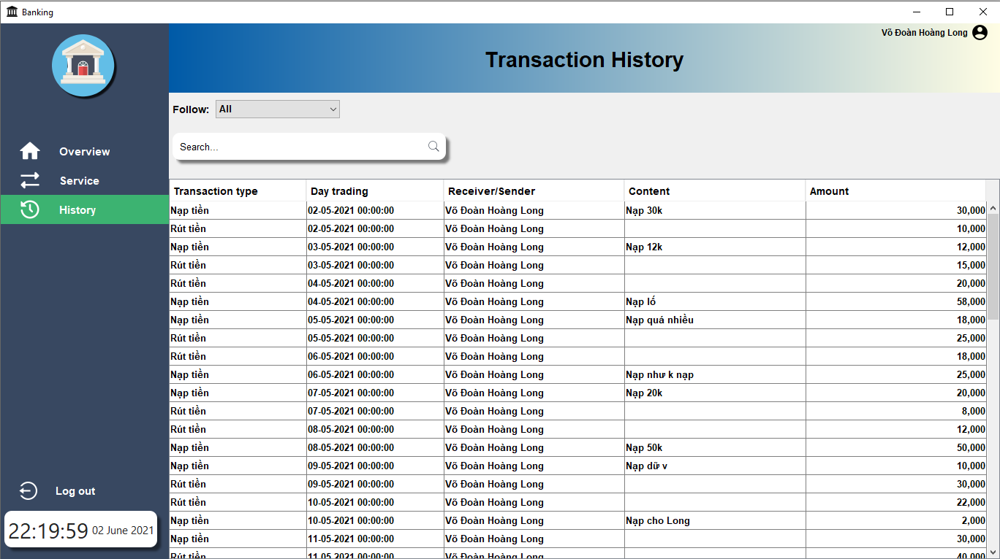 Banking
Võ Đoàn Hoàng Long
Transaction History
Follow: All
Search...
Overview
Service
History
Transaction type Day trading Receiver/Sender Content Amount
Nạp tiền 02-05-2021 00:00:00 Võ Đoàn Hoàng Long Nạp 30k 30,000
Rút tiền 02-05-2021 00:00:00 Võ Đoàn Hoàng Long 10,000
Nạp tiền 03-05-2021 00:00:00 Võ Đoàn Hoàng Long Nạp 12k 12,000
Rút tiền 03-05-2021 00:00:00 Võ Đoàn Hoàng Long 15,000
Rút tiền 04-05-2021 00:00:00 Võ Đoàn Hoàng Long 20,000
Nạp tiền 04-05-2021 00:00:00 Võ Đoàn Hoàng Long Nạp lố 58,000
Nạp tiền 05-05-2021 00:00:00 Võ Đoàn Hoàng Long Nạp quá nhiều 18,000
Rút tiền 05-05-2021 00:00:00 Võ Đoàn Hoàng Long 25,000
Rút tiền 06-05-2021 00:00:00 Võ Đoàn Hoàng Long 18,000
Nạp tiền 06-05-2021 00:00:00 Võ Đoàn Hoàng Long Nạp như k nạp 25,000
Nạp tiền 07-05-2021 00:00:00 Võ Đoàn Hoàng Long Nạp 20k 20,000
Rút tiền 07-05-2021 00:00:00 Võ Đoàn Hoàng Long 8,000
Rút tiền 08-05-2021 00:00:00 Võ Đoàn Hoàng Long 12,000
Nạp tiền 08-05-2021 00:00:00 Võ Đoàn Hoàng Long Nạp 50k 50,000
Nạp tiền 09-05-2021 00:00:00 Võ Đoàn Hoàng Long Nạp dữ v 10,000
Rút tiền 09-05-2021 00:00:00 Võ Đoàn Hoàng Long 30,000
Rút tiền 10-05-2021 00:00:00 Võ Đoàn Hoàng Long 22,000
Nạp tiền 10-05-2021 00:00:00 Võ Đoàn Hoàng Long Nạp cho Long 2,000
Nạp tiền 11-05-2021 00:00:00 Võ Đoàn Hoàng Long 30,000
Rút tiền 11-05-2021 00:00:00 Võ Đoàn Hoàng Long 40,000
Log out
22:19:59 02 June 2021